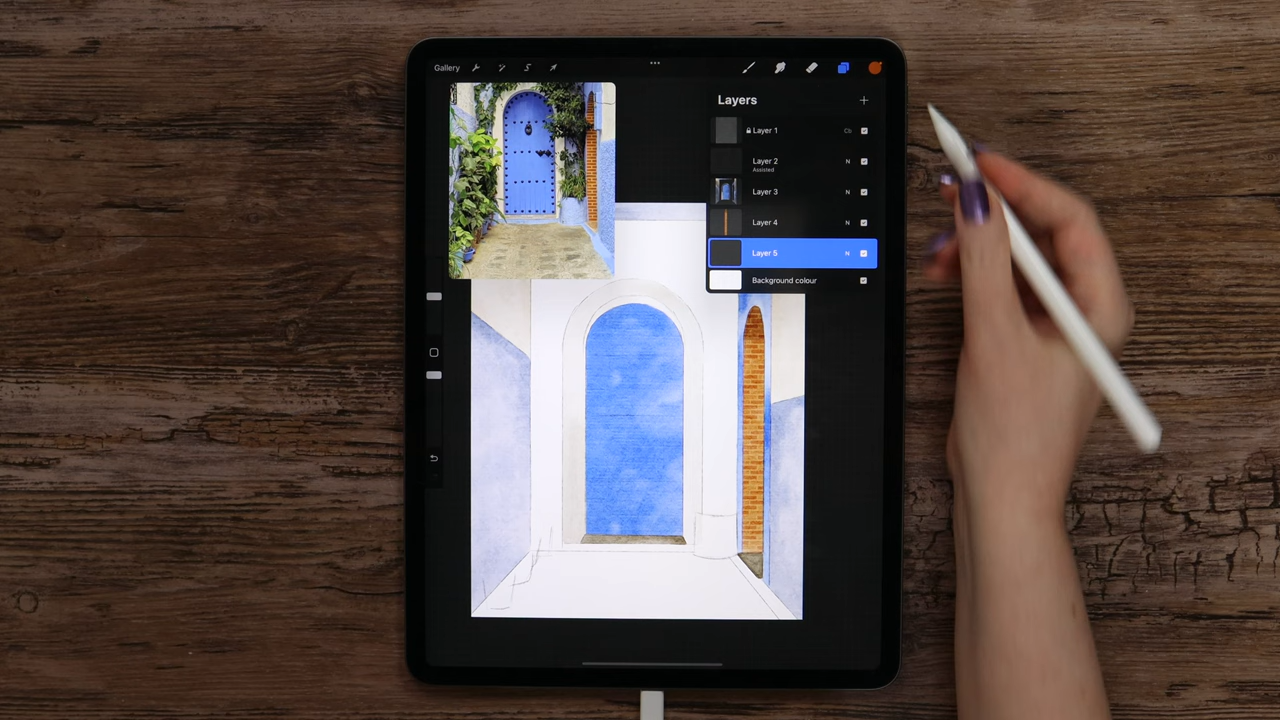 Gallery
Layers
Layer 1
Layer 2
Assisted
N
Layer 3
N
Layer 4
N
Layer 5
N
Background colour